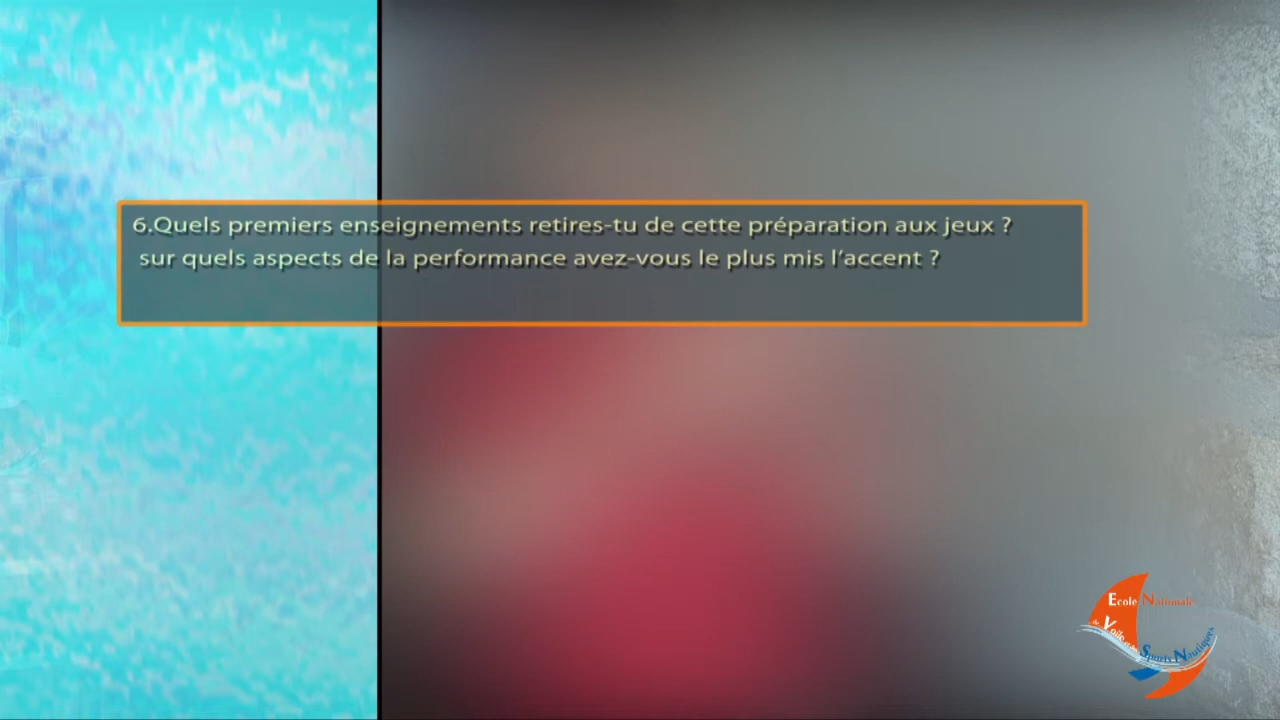 6.Quels premiers enseignements retires-tu de cette préparation aux jeux ?
sur quels aspects de la performance avez-vous le plus mis l'accent ?
Ecole Nationale
de Voile et des
Sports Nautiques